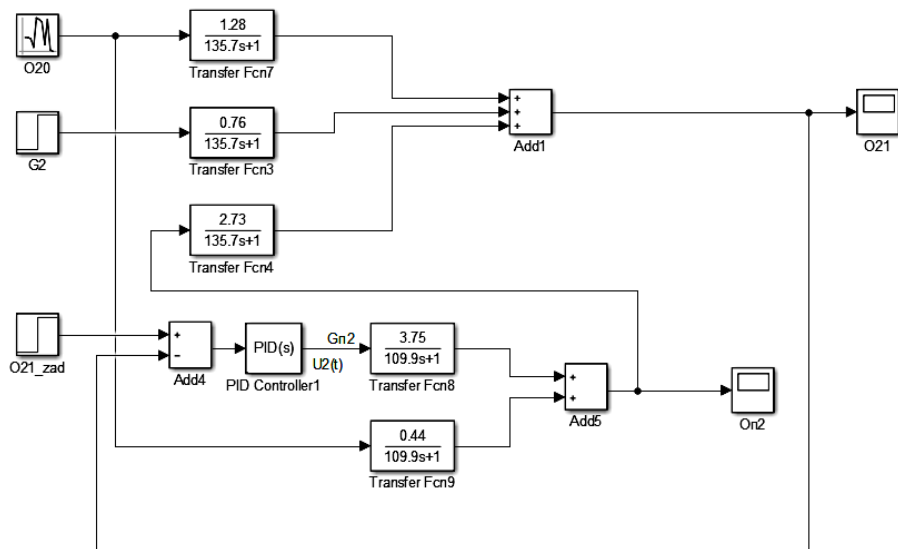 O20
1.28
135.7s+1
Transfer Fcn7
G2
0.76
135.7s+1
Transfer Fcn3
+
+
+
Add1
O21
2.73
135.7s+1
Transfer Fcn4
O21_zad
+
−
Add4
PID(s)
PID Controller1
Gn2
U2(t)
3.75
109.9s+1
Transfer Fcn8
+
+
Add5
On2
0.44
109.9s+1
Transfer Fcn9